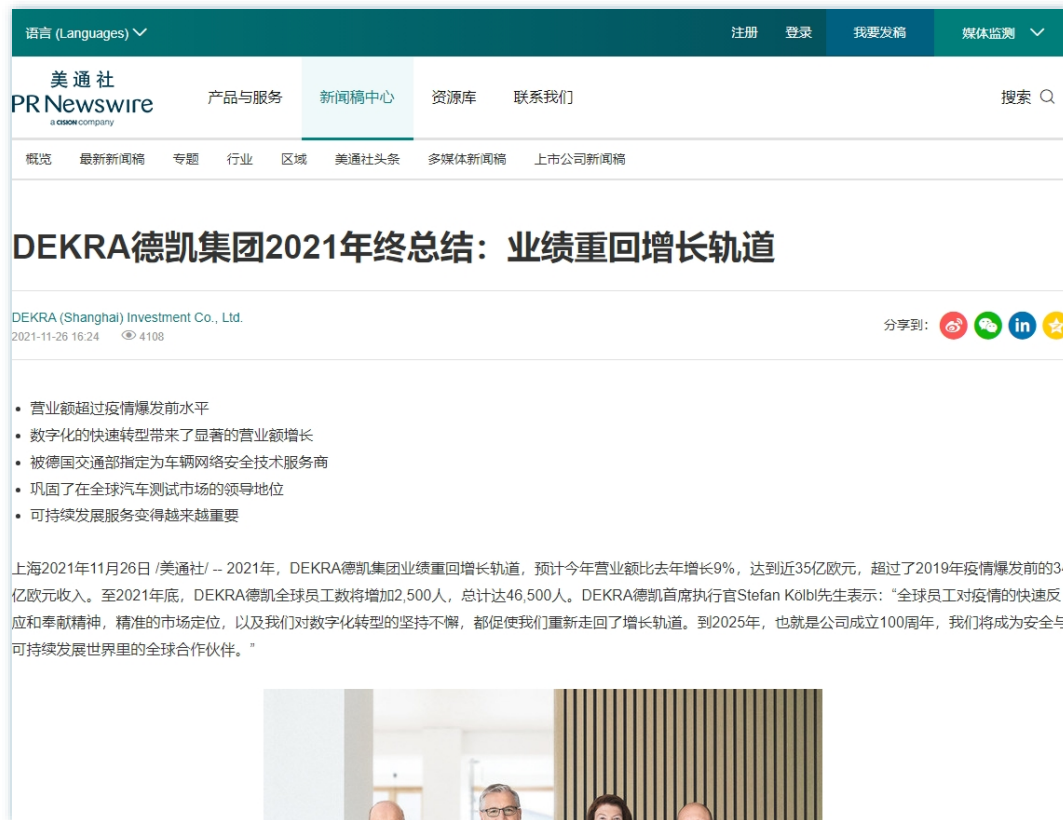 语言 (Languages)
注册 登录 我要发稿 媒体监测
美通社
PR Newswire
a CISION company
产品与服务 新闻稿中心 资源库 联系我们 搜索
概览 最新新闻稿 专题 行业 区域 美通社头条 多媒体新闻稿 上市公司新闻稿
DEKRA德凯集团2021年终总结：业绩重回增长轨道
DEKRA (Shanghai) Investment Co., Ltd.
2021-11-26 16:24 4108
分享到：
in
营业额超过疫情爆发前水平
数字化的快速转型带来了显著的营业额增长
被德国交通部指定为车辆网络安全技术服务商
巩固了在全球汽车测试市场的领导地位
可持续发展服务变得越来越重要
上海2021年11月26日 /美通社/ -- 2021年，DEKRA德凯集团业绩重回增长轨道，预计今年营业额比去年增长9%，达到近35亿欧元，超过了2019年疫情爆发前的34
亿欧元收入。至2021年底，DEKRA德凯全球员工数将增加2,500人，总计达46,500人。DEKRA德凯首席执行官Stefan Kölbl先生表示：“全球员工对疫情的快速反
应和奉献精神，精准的市场定位，以及我们对数字化转型的坚持不懈，都促使我们重新走回了增长轨道。到2025年，也就是公司成立100周年，我们将成为安全与
可持续发展世界里的全球合作伙伴。”